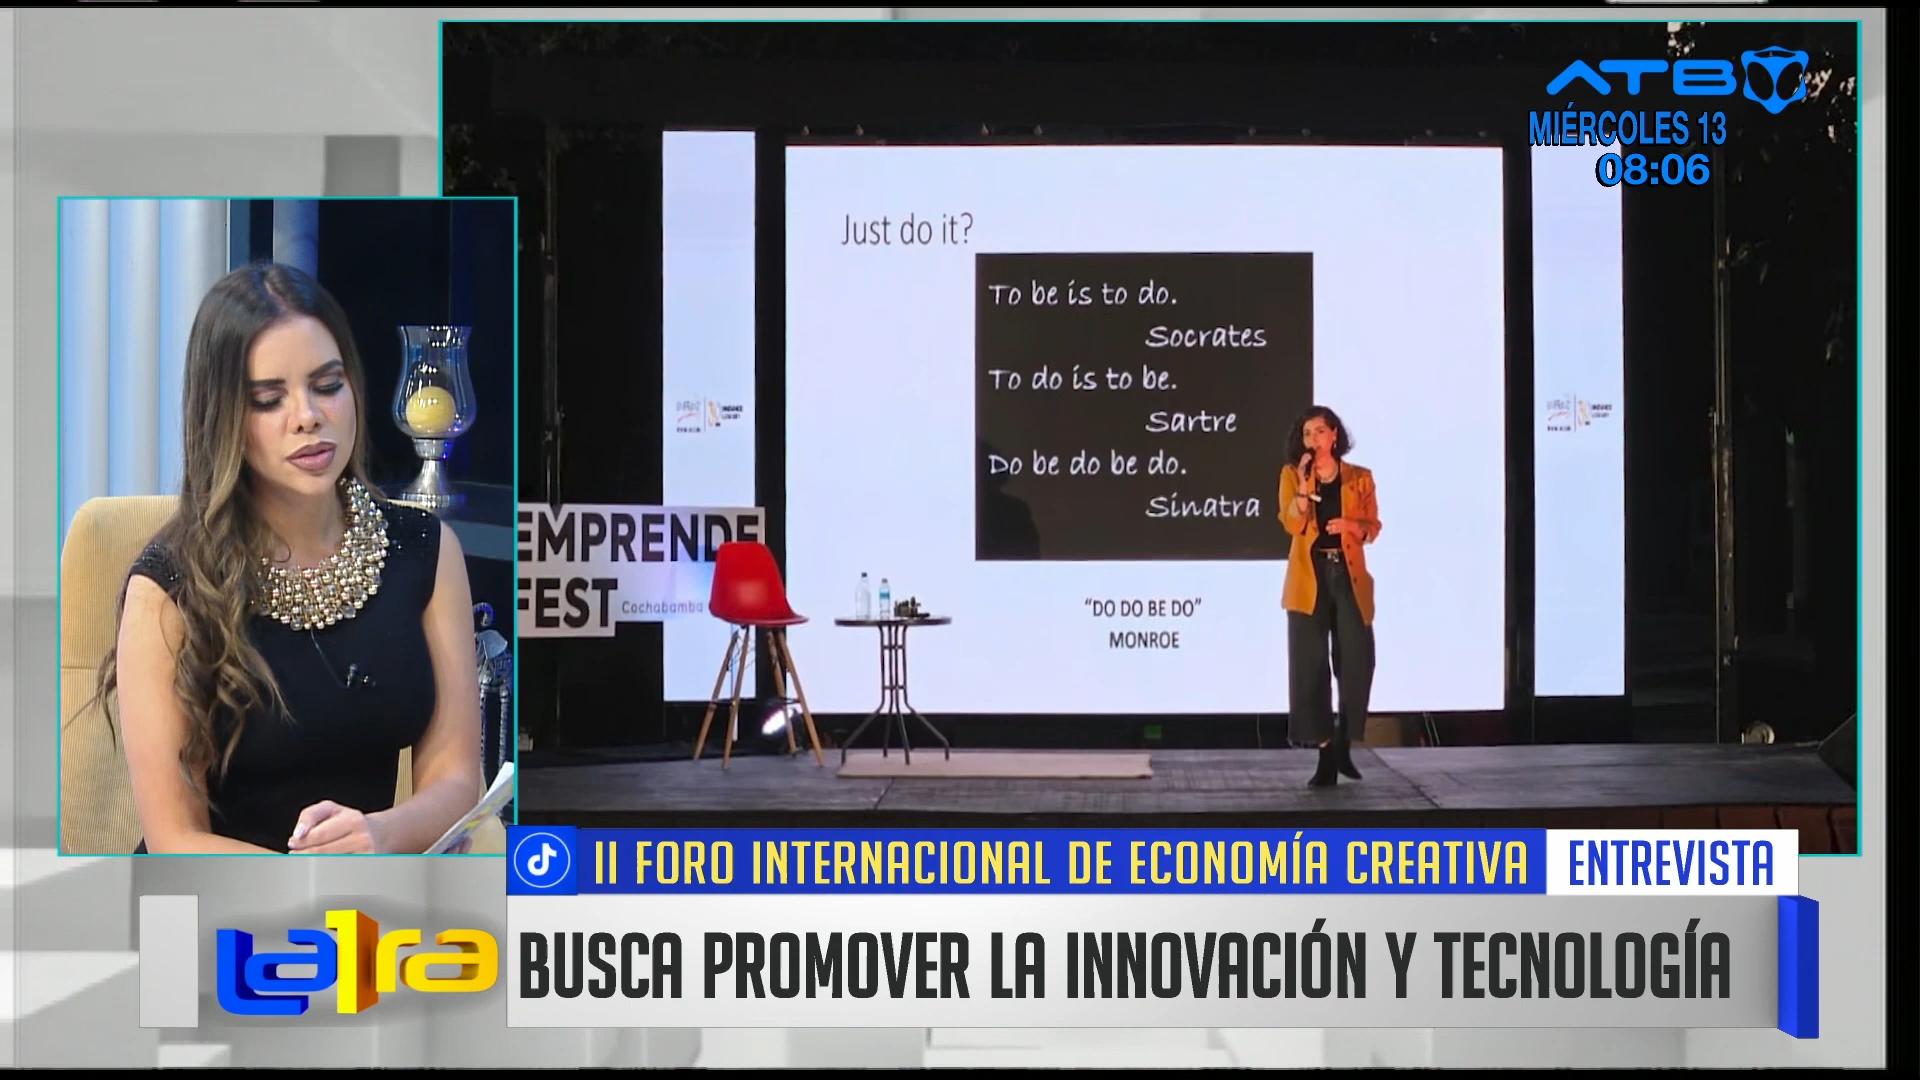 ATB
MIÉRCOLES 13
08:06
Just do it?
To be is to do.
Socrates
To do is to be.
Sartre
Do be do be do.
Sinatra
"DO DO BE DO"
MONROE
EMPRENDE
FEST Cochabamba
II FORO INTERNACIONAL DE ECONOMÍA CREATIVA ENTREVISTA
La1ra
BUSCA PROMOVER LA INNOVACIÓN Y TECNOLOGÍA